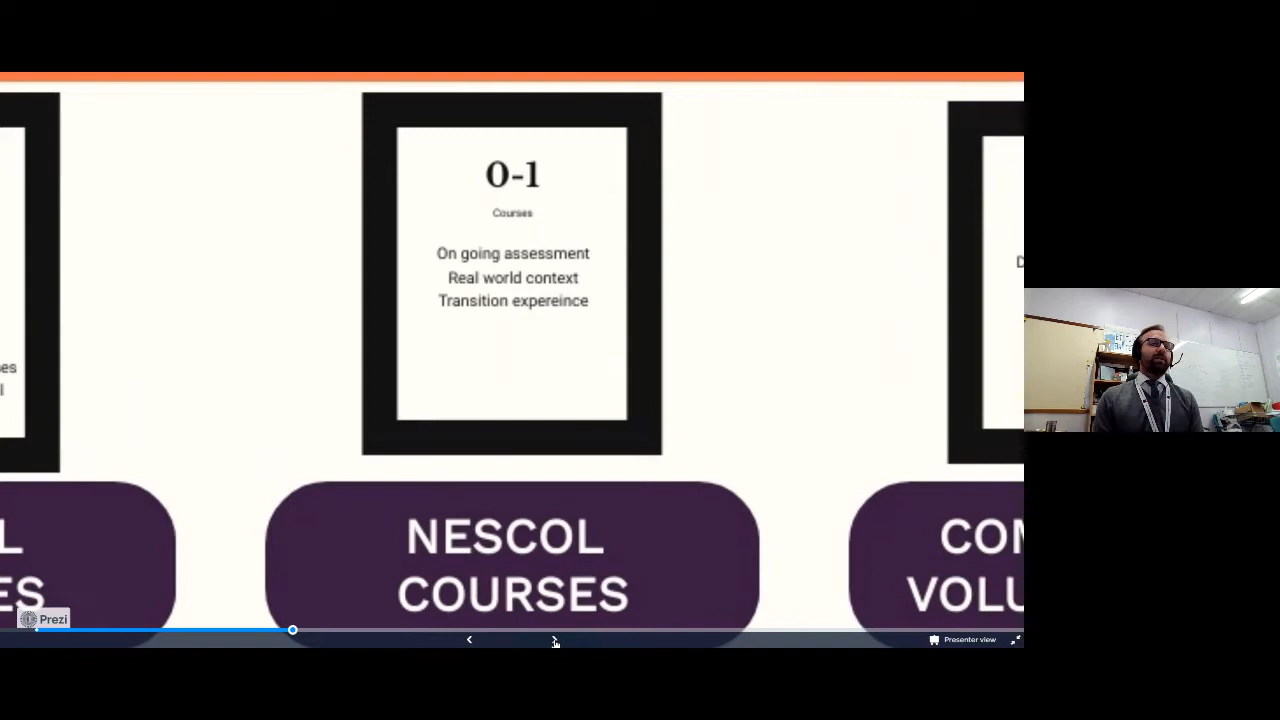 0-1
Courses
On going assessment
Real world context
Transition expereince
NESCOL
COURSES
Prezi
Presenter view